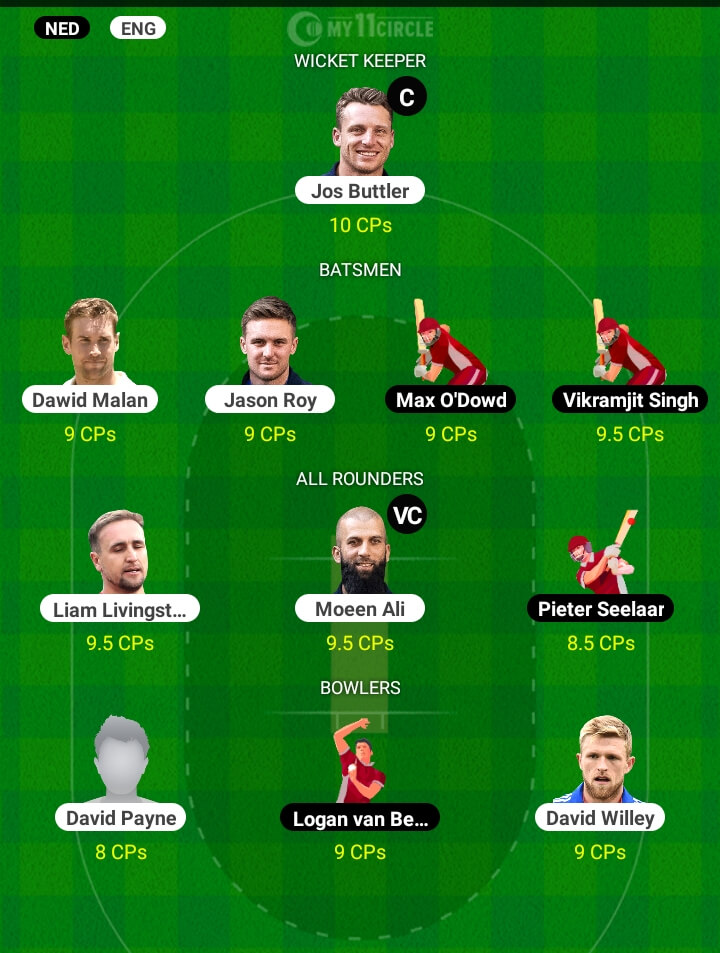 NED ENG MY11CIRCLE
WICKET KEEPER
C
Jos Buttler
10 CPs
BATSMEN
Dawid Malan Jason Roy Max O'Dowd Vikramjit Singh
9 CPs 9 CPs 9 CPs 9.5 CPs
ALL ROUNDERS
VC
Liam Livingst... Moeen Ali Pieter Seelaar
9.5 CPs 9.5 CPs 8.5 CPs
BOWLERS
David Payne Logan van Be... David Willey
8 CPs 9 CPs 9 CPs